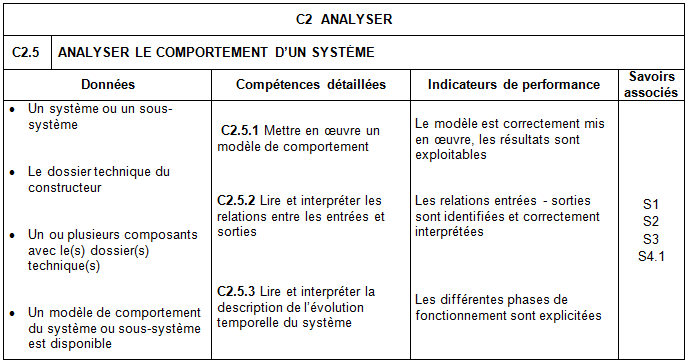 C2 ANALYSER
C2.5 ANALYSER LE COMPORTEMENT D'UN SYSTÈME
Données
Compétences détaillées
Indicateurs de performance
Savoirs
associés
• Un système ou un sous-
système
• Le dossier technique du
constructeur
• Un ou plusieurs composants
avec le(s) dossier(s)
technique(s)
• Un modèle de comportement
du système ou sous-système
est disponible
C2.5.1 Mettre en œuvre un
modèle de comportement
C2.5.2 Lire et interpréter les
relations entre les entrées et
sorties
C2.5.3 Lire et interpréter la
description de l'évolution
temporelle du système
Le modèle est correctement mis
en œuvre, les résultats sont
exploitables
Les relations entrées - sorties
sont identifiées et correctement
interprétées
Les différentes phases de
fonctionnement sont explicitées
S1
S2
S3
S4.1